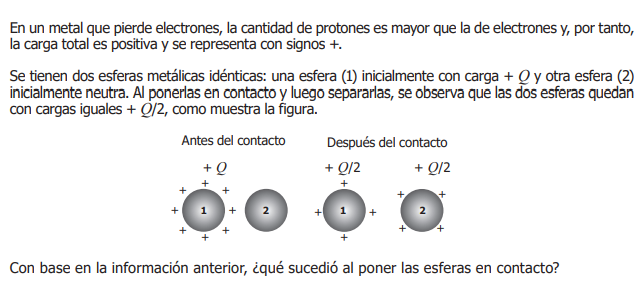 En un metal que pierde electrones, la cantidad de protones es mayor que la de electrones y, por tanto,
la carga total es positiva y se representa con signos +.
Se tienen dos esferas metálicas idénticas: una esfera (1) inicialmente con carga + Q y otra esfera (2)
inicialmente neutra. Al ponerlas en contacto y luego separarlas, se observa que las dos esferas quedan
con cargas iguales + Q/2, como muestra la figura.
Antes del contacto Después del contacto
+ Q + Q/2 + Q/2
+ + + + + +
+ 1 + 2 + 1 + 2
+ + + + + +
Con base en la información anterior, ¿qué sucedió al poner las esferas en contacto?